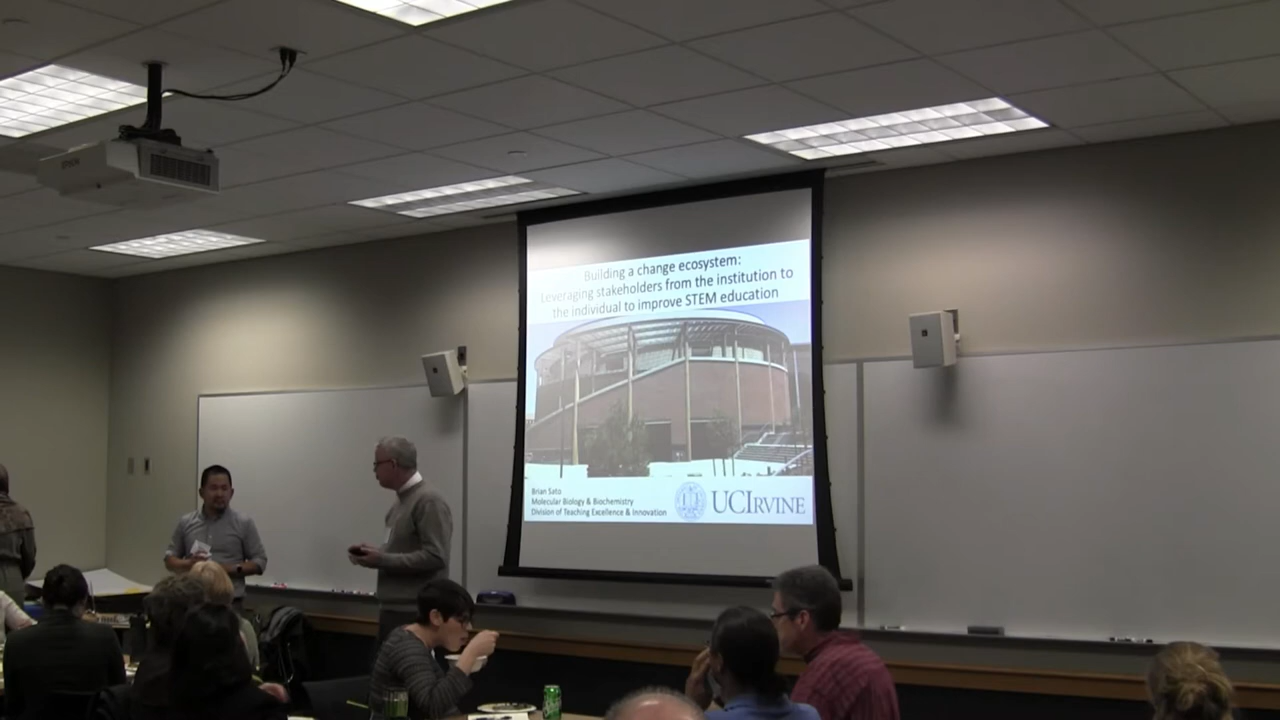 Building a change ecosystem:
Leveraging stakeholders from the institution to
the individual to improve STEM education
Brian Sato
Molecular Biology & Biochemistry
Division of Teaching Excellence & Innovation
UCIRVINE